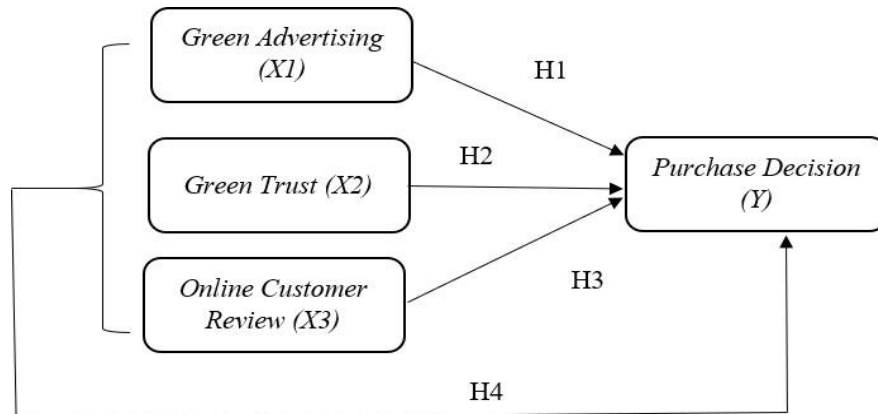 Green Advertising
(X1)
H1
H2
Green Trust (X2)
Purchase Decision
(Y)
Online Customer
Review (X3)
H3
H4